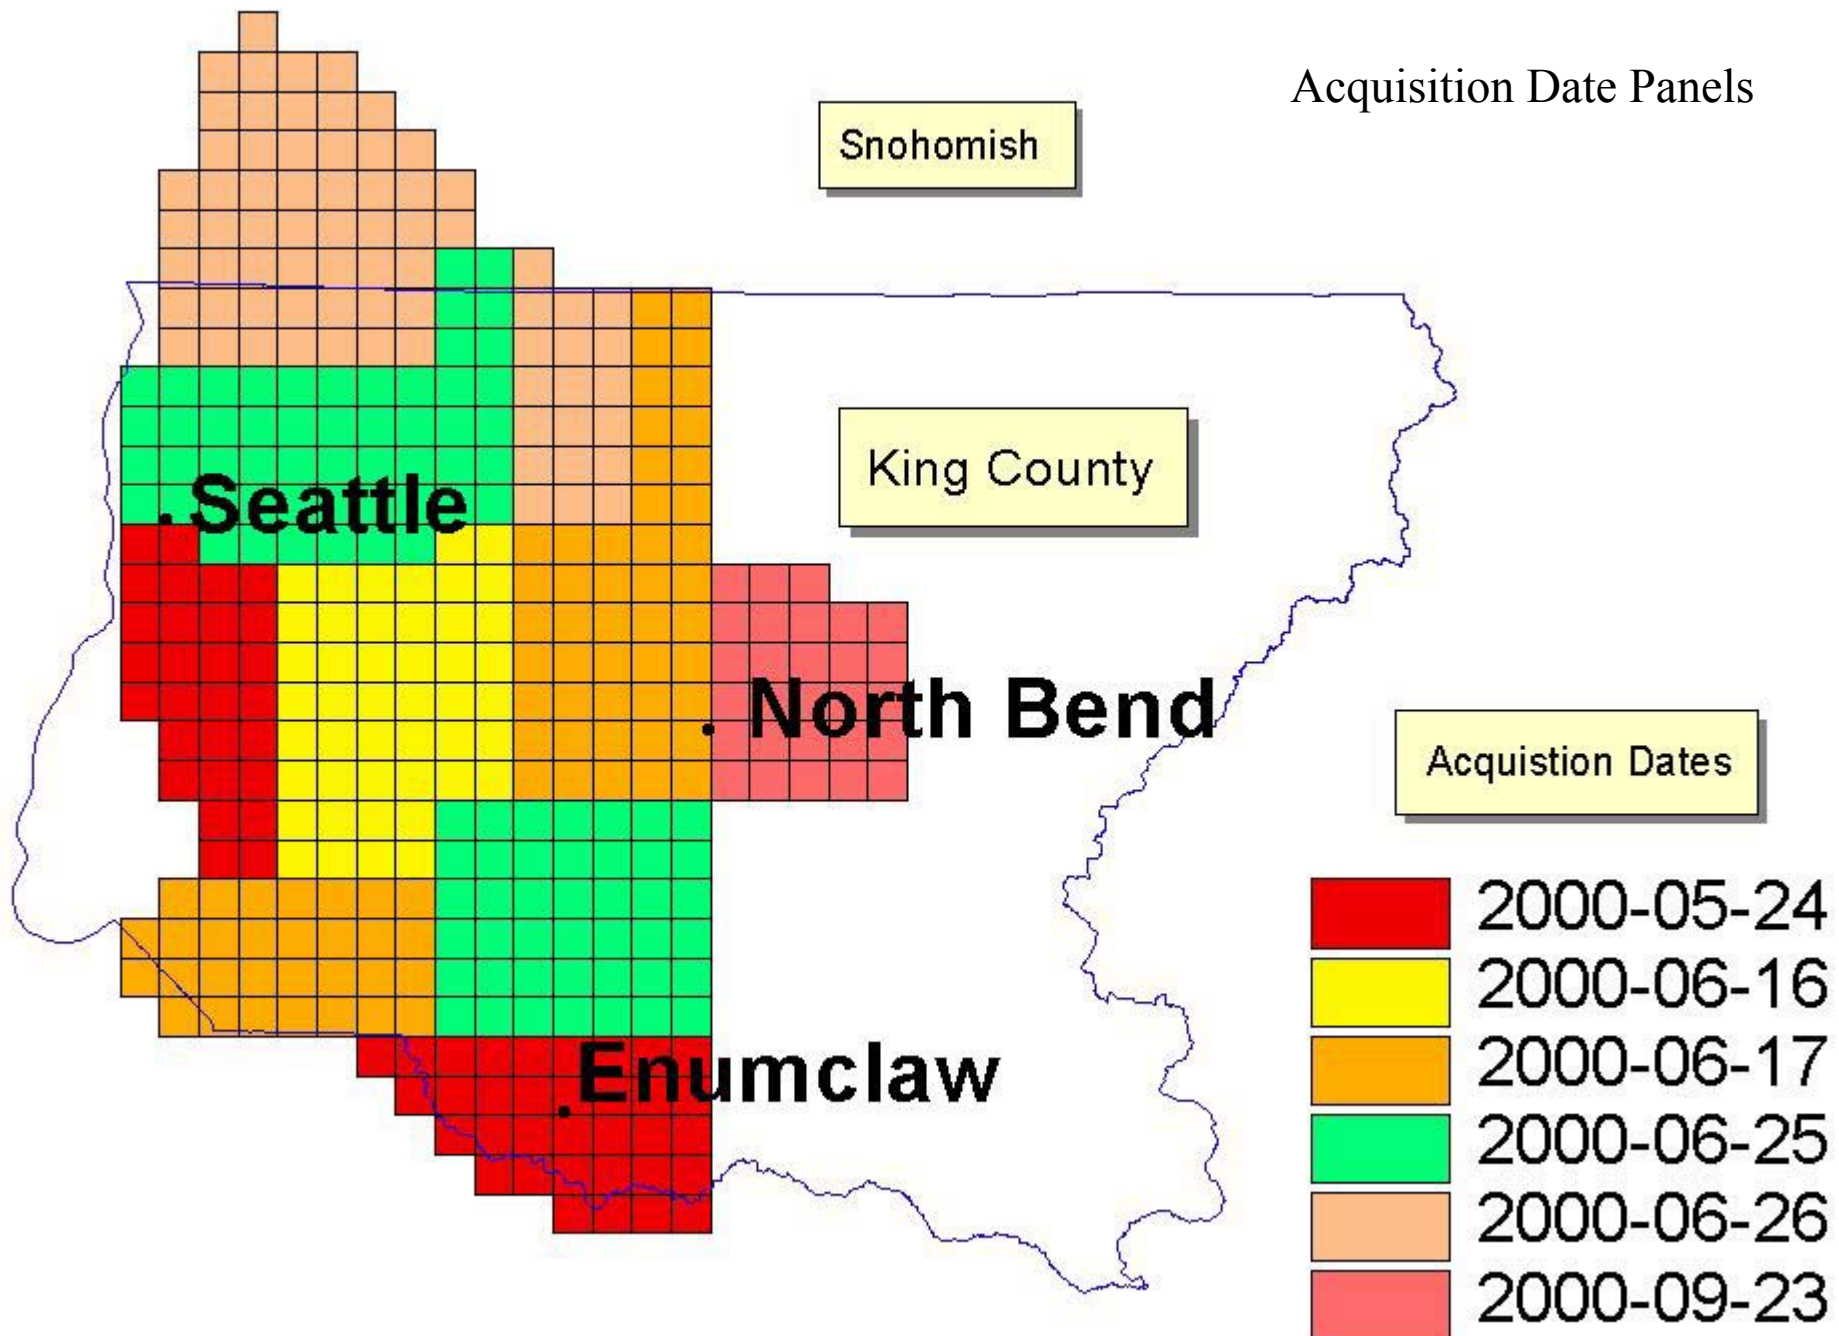 Acquisition Date Panels
Snohomish
King County
Seattle
North Bend
Enumclaw
Acquistion Dates
2000-05-24
2000-06-16
2000-06-17
2000-06-25
2000-06-26
2000-09-23